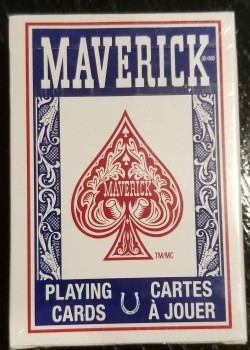 MAVERICK
MAVERICK
TM/MC
PLAYING CARTES
CARDS À JOUER